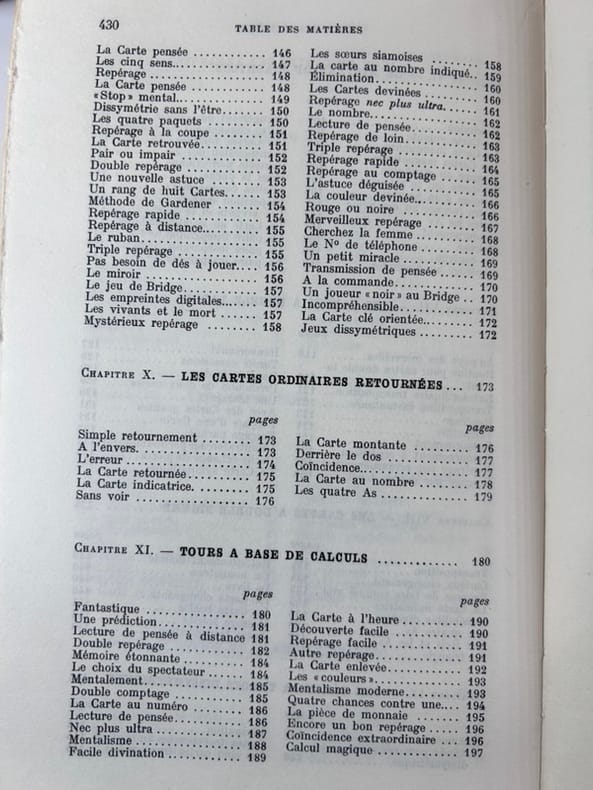 430
TABLE DES MATIÈRES
La Carte pensée ............ 146
Les cinq sens............... 147
Repérage ................... 148
La Carte pensée ............ 148
«Stop» mental............... 149
Dissymétrie sans l'être....... 150
Les quatre paquets .......... 150
Repérage à la coupe ......... 151
La Carte retrouvée........... 151
Pair ou impair .............. 152
Double repérage ............. 152
Une nouvelle astuce ......... 153
Un rang de huit Cartes....... 153
Méthode de Gardener ......... 154
Repérage rapide ............. 154
Repérage à distance.......... 155
Le ruban..................... 155
Triple repérage ............. 155
Pas besoin de dés à jouer.... 156
Le miroir ................... 156
Le jeu de Bridge............. 157
Les empreintes digitales..... 157
Les vivants et le mort ...... 157
Mystérieux repérage ........ 158
Les sœurs siamoises ........ 158
La carte au nombre indiqué.. 159
Élimination................. 160
Les Cartes devinées ........ 160
Repérage nec plus ultra..... 161
Le nombre................... 162
Lecture de pensée........... 162
Repérage de loin............ 163
Triple repérage ............ 163
Repérage rapide ............ 164
Repérage au comptage ....... 165
L'astuce déguisée .......... 165
La couleur devinée.......... 166
Rouge ou noire ............. 166
Merveilleux repérage ....... 167
Cherchez la femme .......... 168
Le Nº de téléphone ......... 168
Un petit miracle ........... 169
Transmission de pensée...... 169
A la commande............... 170
Un joueur «noir» au Bridge .. 170
Incompréhensible............ 171
La Carte clé orientée....... 172
Jeux dissymétriques ........ 172
CHAPITRE X. — LES CARTES ORDINAIRES RETOURNÉES... 173
pages
Simple retournement ........ 173
A l'envers.................. 173
L'erreur ................... 174
La Carte retournée.......... 175
La Carte indicatrice........ 175
Sans voir .................. 176
pages
La Carte montante .......... 176
Derrière le dos ............ 177
Coïncidence................. 177
La Carte au nombre ......... 178
Les quatre As .............. 179
CHAPITRE XI. — TOURS A BASE DE CALCULS ............. 180
pages
Fantastique ................ 180
Une prédiction.............. 181
Lecture de pensée à distance 181
Double repérage ............ 182
Mémoire étonnante .......... 184
Le choix du spectateur...... 184
Mentalement................. 185
Double comptage ............ 185
La Carte au numéro ......... 186
Lecture de pensée........... 186
Nec plus ultra ............. 187
Mentalisme ................. 188
Facile divination .......... 189
pages
La Carte à l'heure.......... 190
Découverte facile .......... 190
Repérage facile ............ 191
Autre repérage.............. 191
La Carte enlevée............ 192
Les «couleurs».............. 193
Mentalisme moderne.......... 193
Quatre chances contre une.... 194
La pièce de monnaie ........ 195
Encore un bon repérage...... 196
Coïncidence extraordinaire ... 196
Calcul magique ............. 197